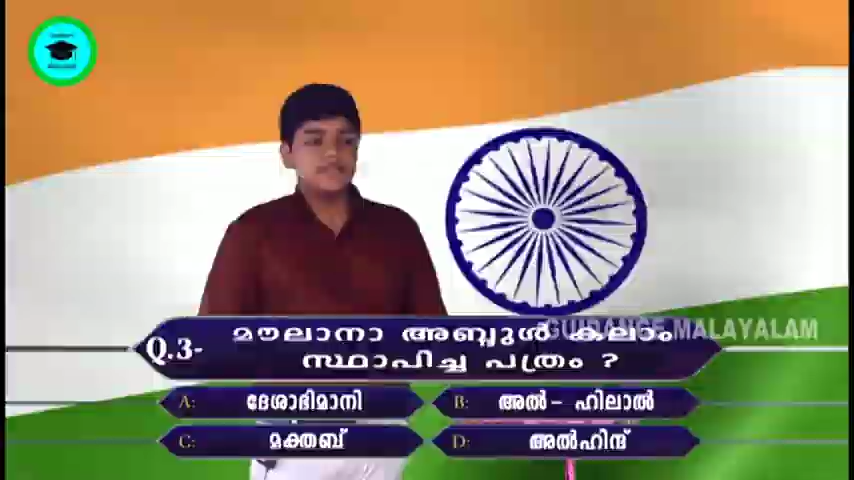 GUIDANCE MALAYALAM
Q.3-
മൗലാനാ അബ്ദുൾ കലാം
സ്ഥാപിച്ച പത്രം ?
A: ദേശാഭിമാനി
B: അൽ - ഹിലാൽ
C: മക്തബ്
D: അൽഹിന്ദ്